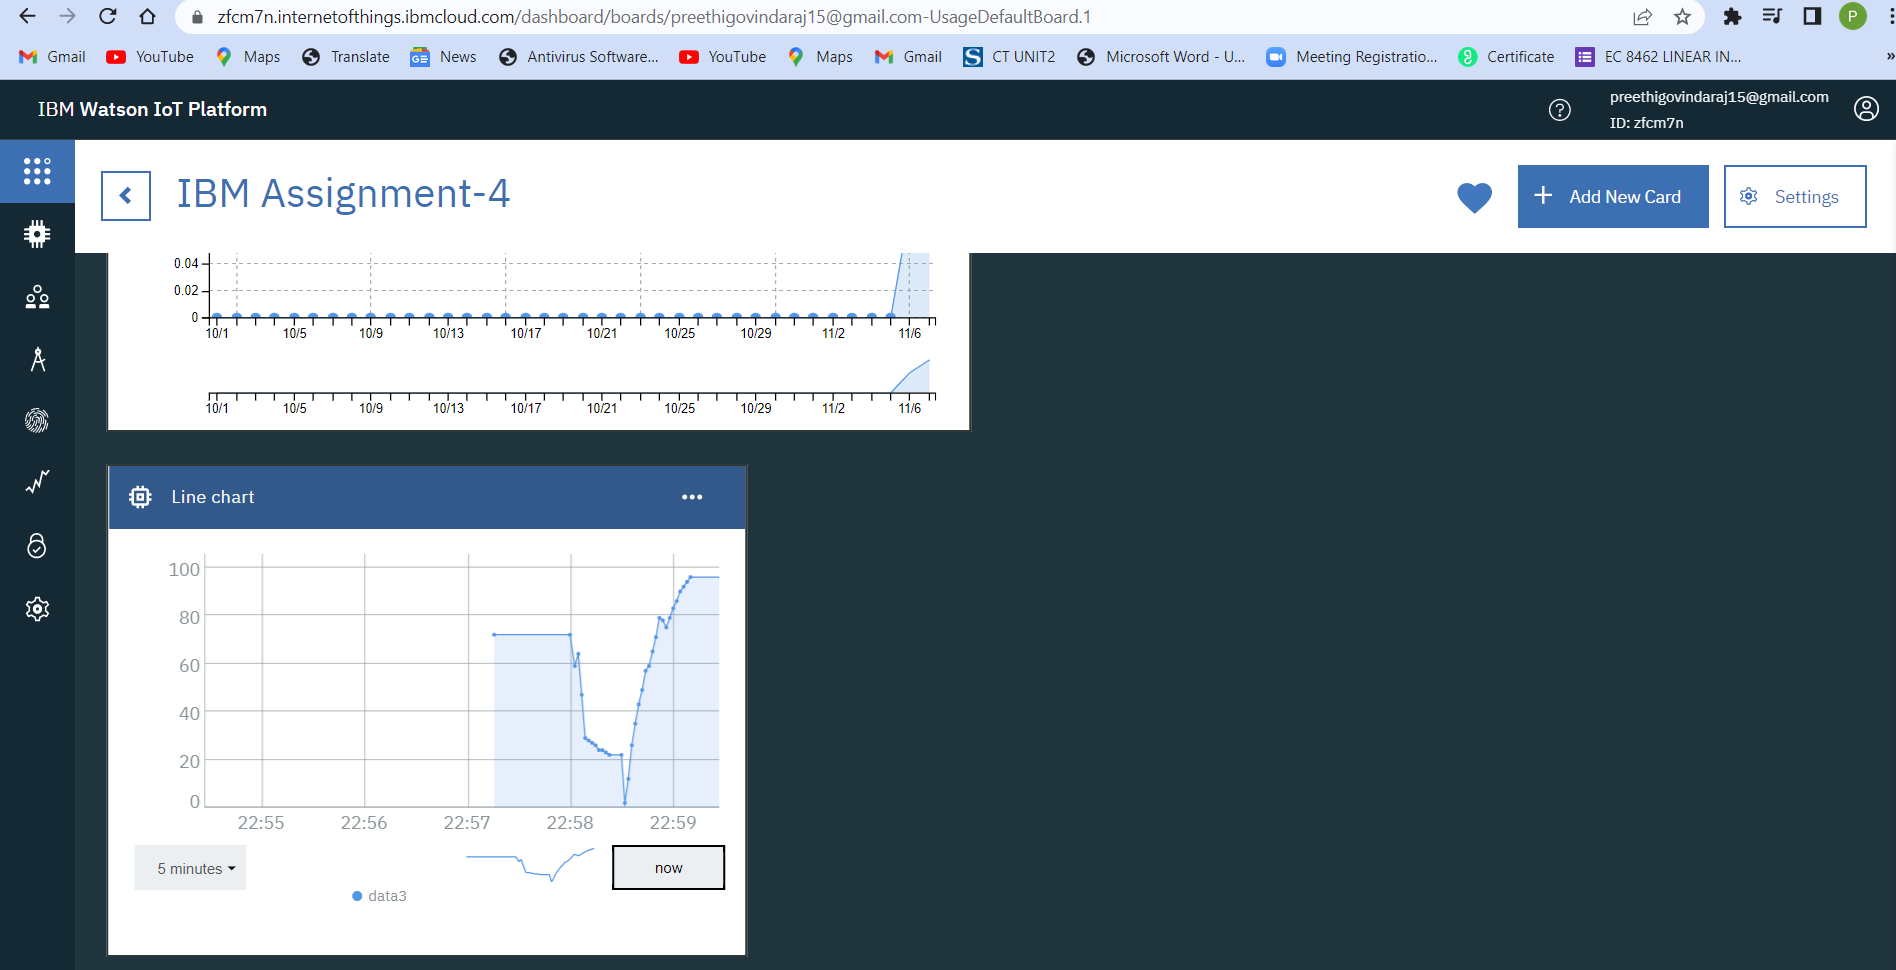 zfcm7n.internetofthings.ibmcloud.com/dashboard/boards/preethigovindaraj15@gmail.com-UsageDefaultBoard.1
P
Gmail YouTube Maps Translate News Antivirus Software... YouTube Maps Gmail CT UNIT2 Microsoft Word - U... Meeting Registratio... Certificate EC 8462 LINEAR IN... »
IBM Watson IoT Platform
preethigovindaraj15@gmail.com
ID: zfcm7n
IBM Assignment-4
Add New Card
Settings
0.04
0.02
0
10/1 10/5 10/9 10/13 10/17 10/21 10/25 10/29 11/2 11/6
10/1 10/5 10/9 10/13 10/17 10/21 10/25 10/29 11/2 11/6
Line chart
100
80
60
40
20
0
22:55 22:56 22:57 22:58 22:59
5 minutes
now
data3